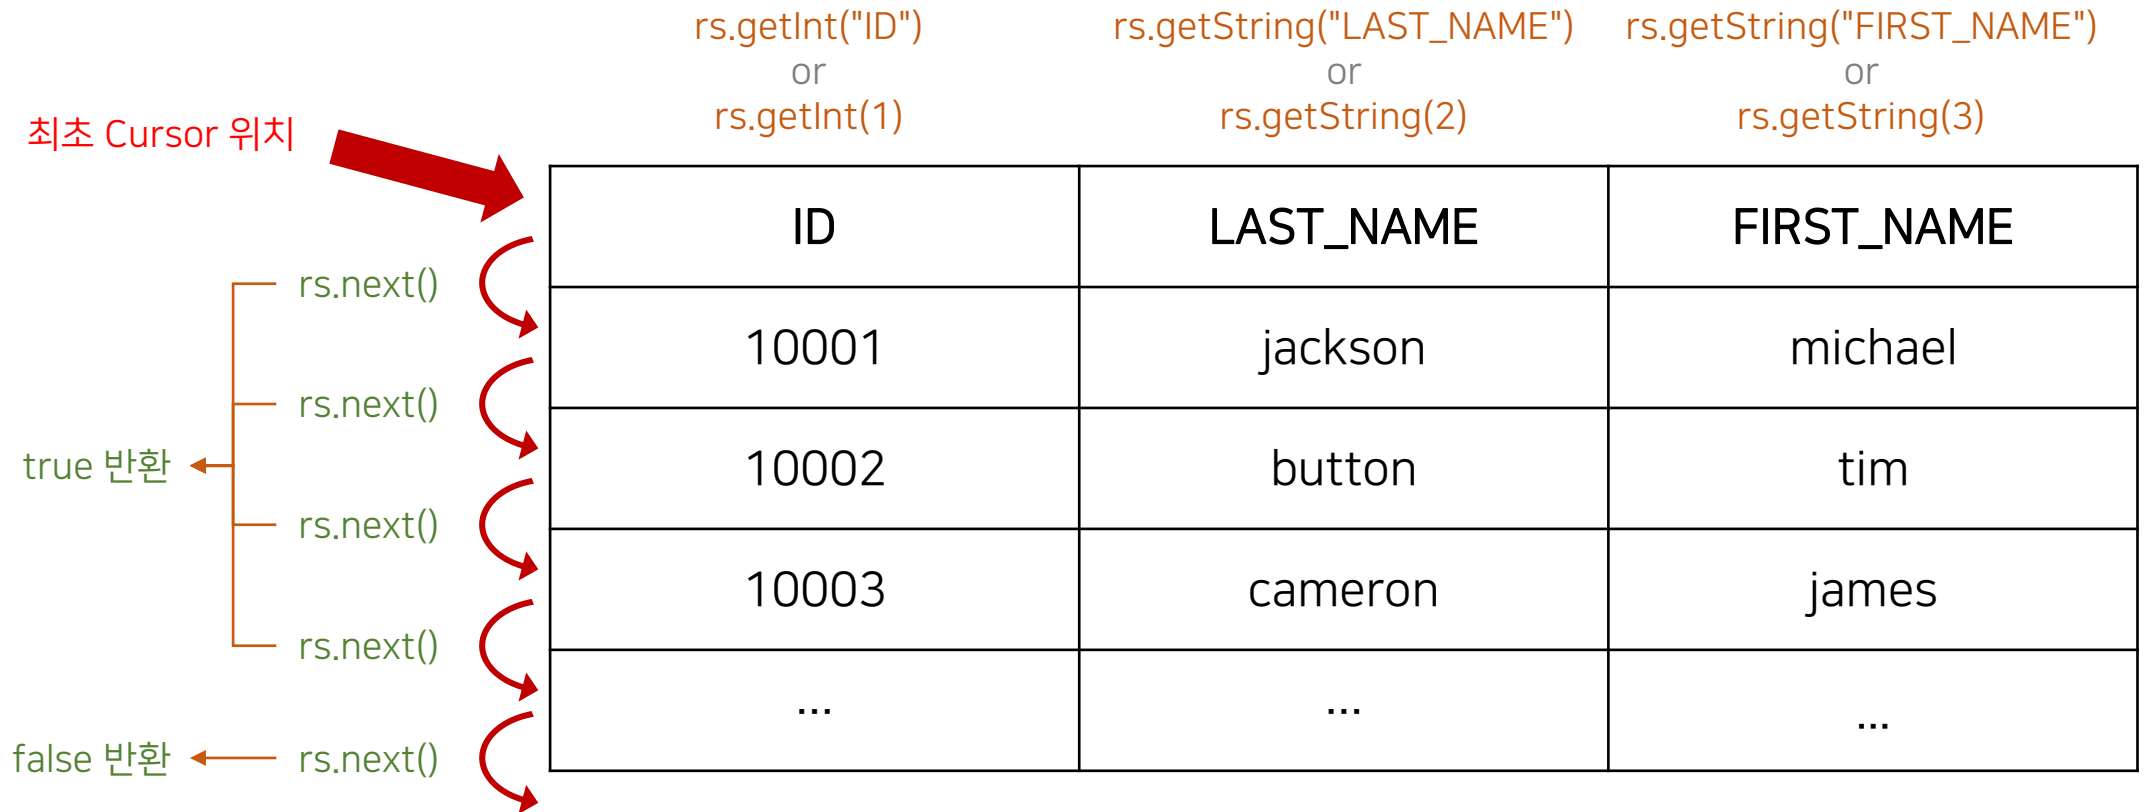 rs.getInt("ID")
or
rs.getInt(1)
rs.getString("LAST_NAME")
or
rs.getString(2)
rs.getString("FIRST_NAME")
or
rs.getString(3)
최초 Cursor 위치
ID LAST_NAME FIRST_NAME
rs.next()
10001 jackson michael
rs.next()
true 반환
10002 button tim
rs.next()
10003 cameron james
rs.next()
... ... ...
false 반환
rs.next()